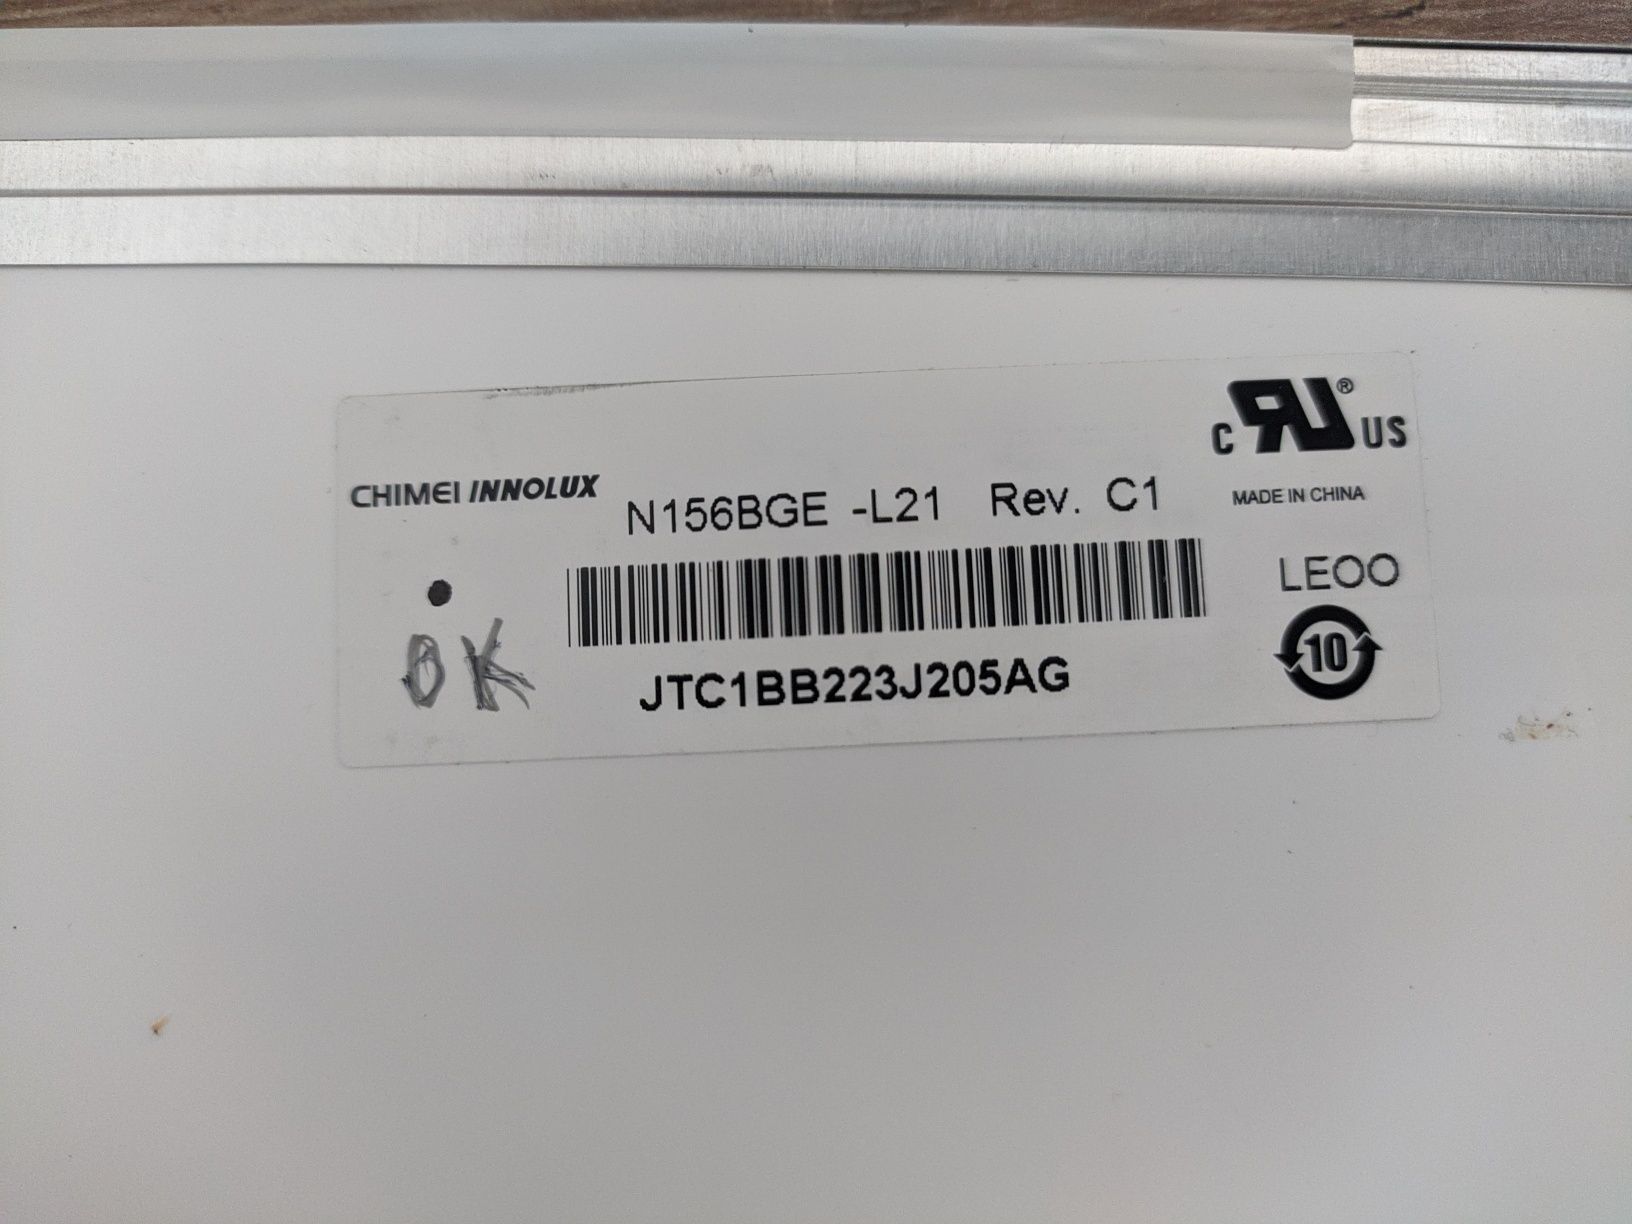 C RU ® US
CHIMEI INNOLUX
N156BGE -L21 Rev. C1
MADE IN CHINA
LEOO
OK
JTC1BB223J205AG
10